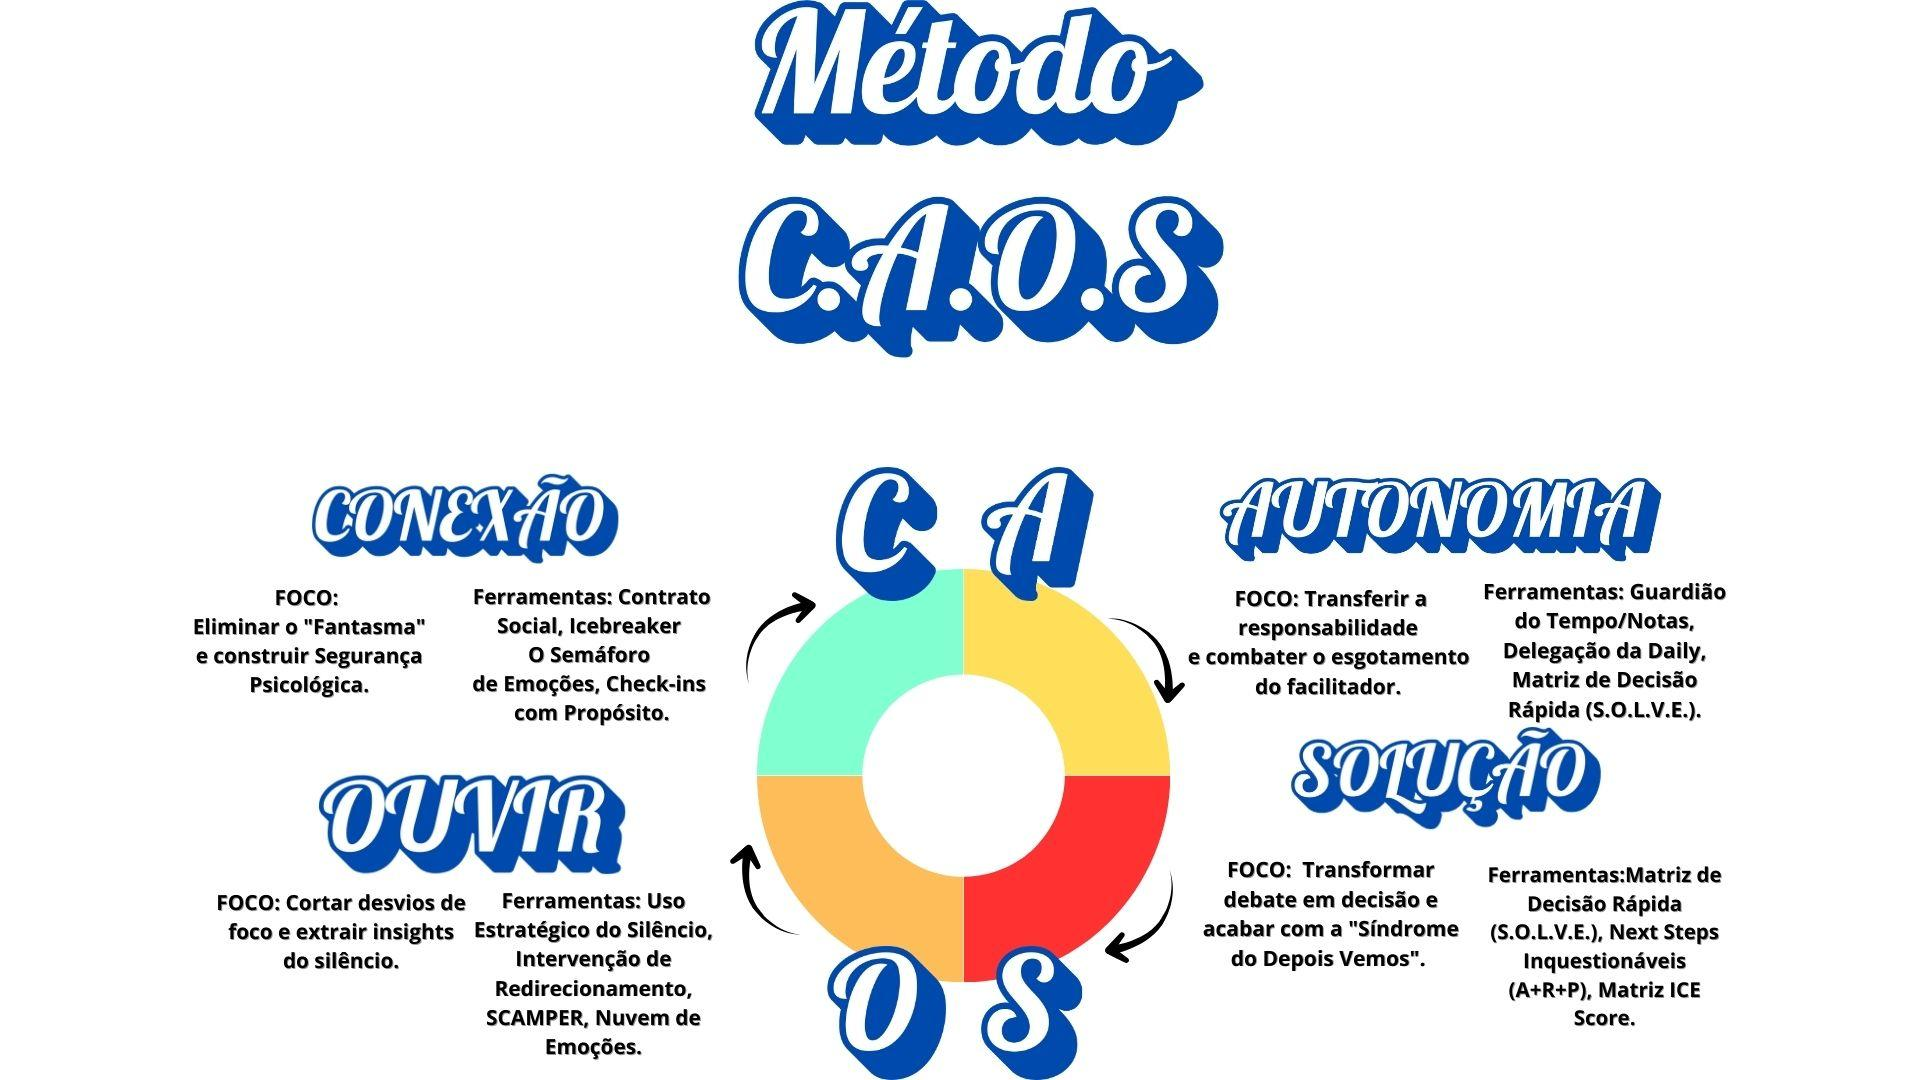 Método
C.A.O.S
C A
CONEXÃO
FOCO:
Eliminar o "Fantasma"
e construir Segurança
Psicológica.
Ferramentas: Contrato
Social, Icebreaker
O Semáforo
de Emoções, Check-ins
com Propósito.
AUTONOMIA
FOCO: Transferir a
responsabilidade
e combater o esgotamento
do facilitador.
Ferramentas: Guardião
do Tempo/Notas,
Delegação da Daily,
Matriz de Decisão
Rápida (S.O.L.V.E.).
OUVIR
FOCO: Cortar desvios de
foco e extrair insights
do silêncio.
Ferramentas: Uso
Estratégico do Silêncio,
Intervenção de
Redirecionamento,
SCAMPER, Nuvem de
Emoções.
SOLUÇÃO
FOCO: Transformar
debate em decisão e
acabar com a "Síndrome
do Depois Vemos".
Ferramentas:Matriz de
Decisão Rápida
(S.O.L.V.E.), Next Steps
Inquestionáveis
(A+R+P), Matriz ICE
Score.
O S